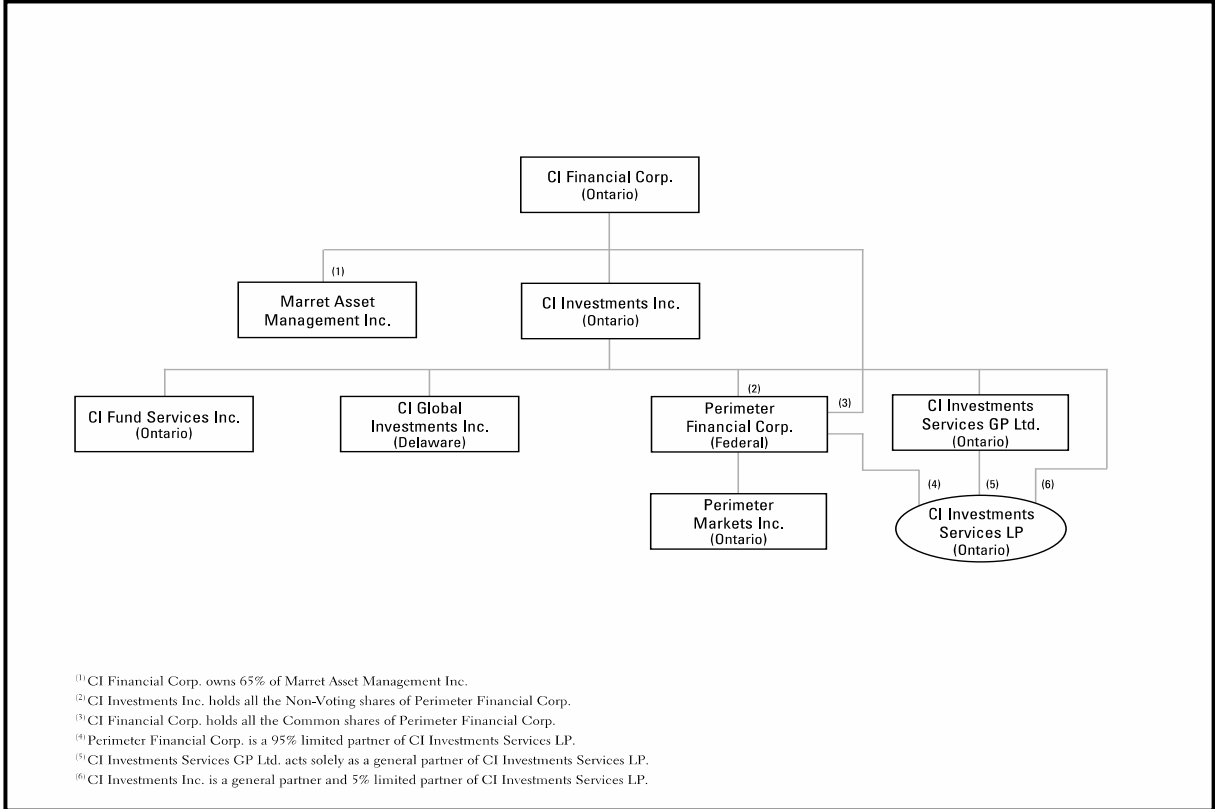 CI Financial Corp.
(Ontario)
(1)
Marret Asset
Management Inc.
CI Investments Inc.
(Ontario)
CI Fund Services Inc.
(Ontario)
CI Global
Investments Inc.
(Delaware)
(2)
Perimeter
Financial Corp.
(Federal)
(3)
CI Investments
Services GP Ltd.
(Ontario)
Perimeter
Markets Inc.
(Ontario)
(4)
(5)
(6)
CI Investments
Services LP
(Ontario)
(1) CI Financial Corp. owns 65% of Marret Asset Management Inc.
(2) CI Investments Inc. holds all the Non-Voting shares of Perimeter Financial Corp.
(3) CI Financial Corp. holds all the Common shares of Perimeter Financial Corp.
(4) Perimeter Financial Corp. is a 95% limited partner of CI Investments Services LP.
(5) CI Investments Services GP Ltd. acts solely as a general partner of CI Investments Services LP.
(6) CI Investments Inc. is a general partner and 5% limited partner of CI Investments Services LP.